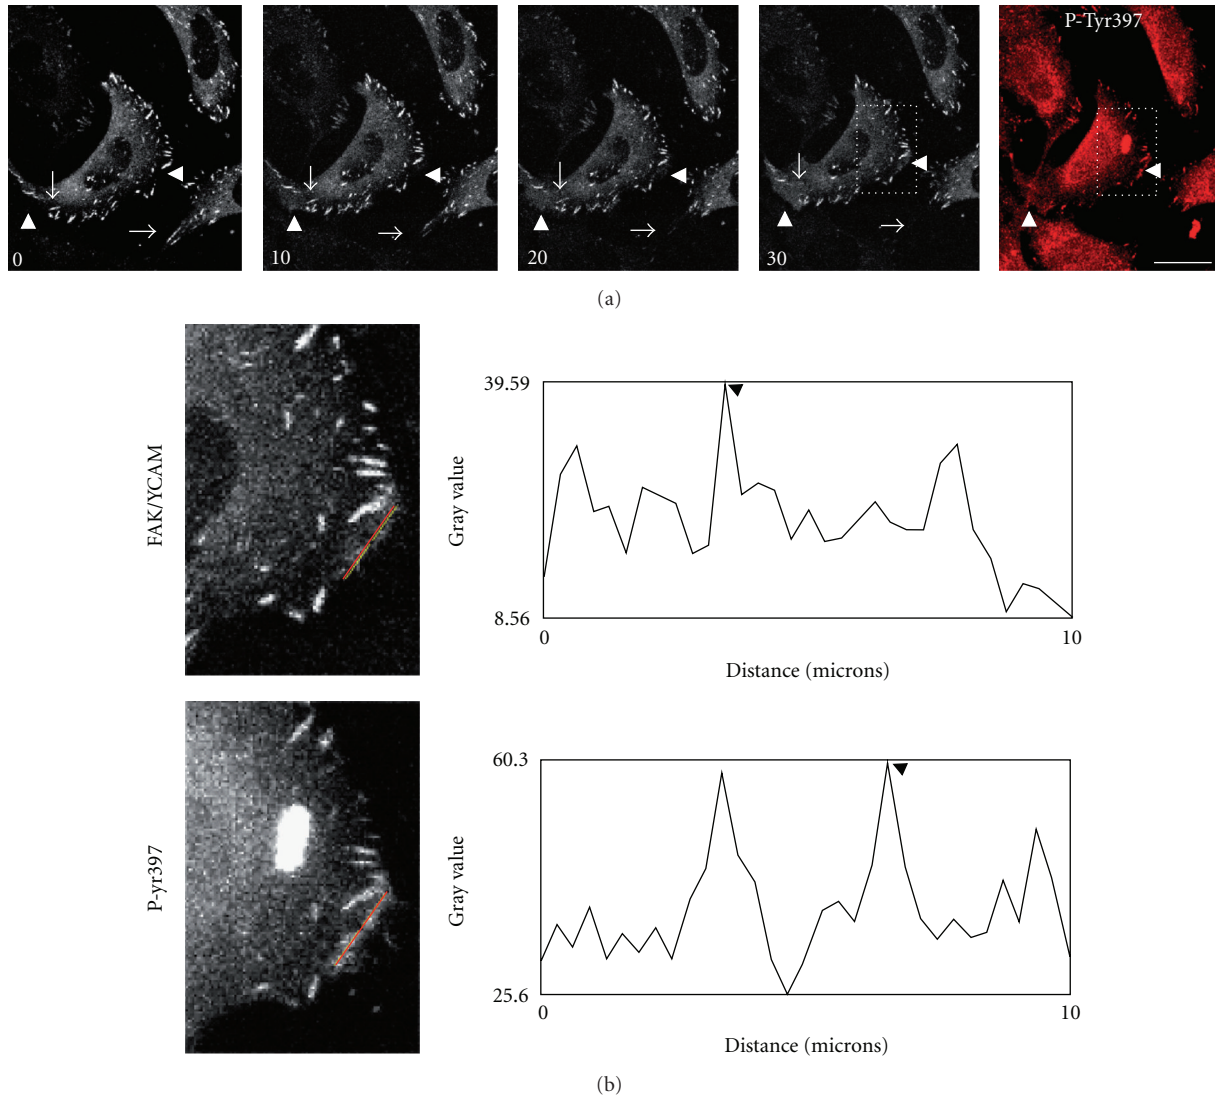 P-Tyr397
0
10
20
30
(a)
FAK/YCAM
Gray value
39.59
8.56
0
10
Distance (microns)
P-yr397
Gray value
60.3
25.6
0
10
Distance (microns)
(b)